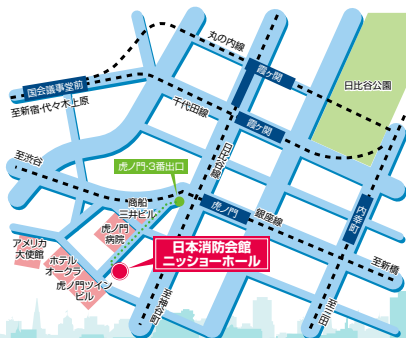 丸の内線
霞ヶ関
日比谷公園
国会議事堂前
至新宿・代々木上原
千代田線
霞ヶ関
日比谷線
至渋谷
虎ノ門・3番出口
商船
三井ビル
虎ノ門
銀座線
内幸町
虎ノ門
病院
アメリカ
大使館
日本消防会館
ニッショーホール
ホテル
オークラ
虎ノ門ツイン
ビル
至新橋
至神谷町
至三田